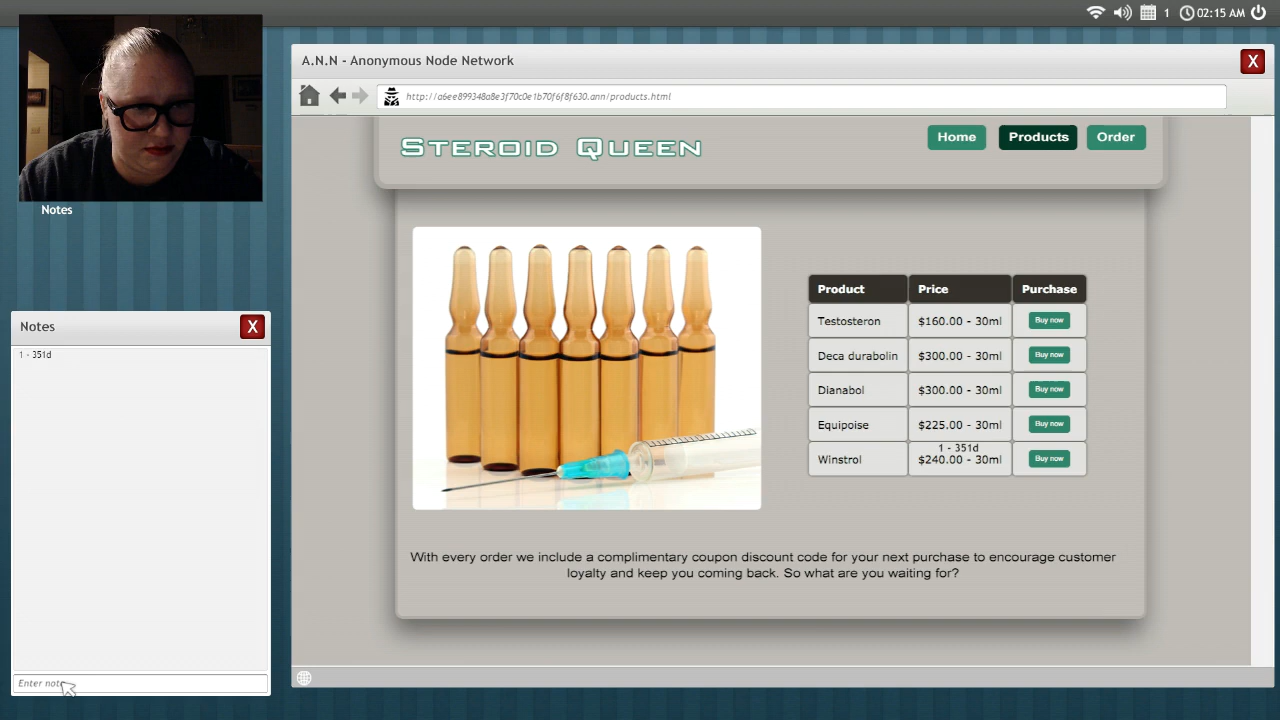 1 02:15 AM
Notes
A.N.N - Anonymous Node Network
X
http://a6ee899348a8e3f70c0e1b70f6f8f630.ann/products.html
Steroid Queen
Home Products Order
Product Price Purchase
Testosteron $160.00 - 30ml Buy now
Deca durabolin $300.00 - 30ml Buy now
Dianabol $300.00 - 30ml Buy now
Equipoise $225.00 - 30ml Buy now
1 - 351d
Winstrol $240.00 - 30ml Buy now
With every order we include a complimentary coupon discount code for your next purchase to encourage customer
loyalty and keep you coming back. So what are you waiting for?
Notes X
1 - 351d
Enter note